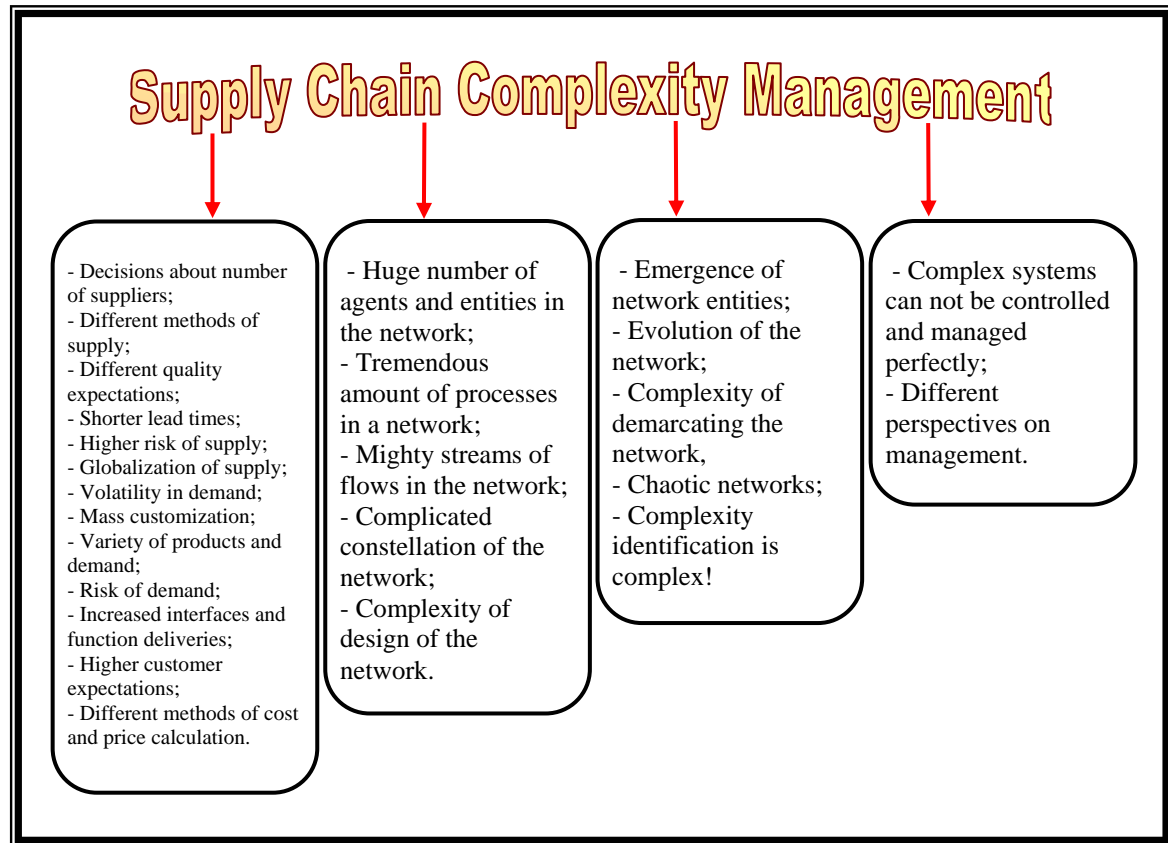 Supply Chain Complexity Management
- Decisions about number
of suppliers;
- Different methods of
supply;
- Different quality
expectations;
- Shorter lead times;
- Higher risk of supply;
- Globalization of supply;
- Volatility in demand;
- Mass customization;
- Variety of products and
demand;
- Risk of demand;
- Increased interfaces and
function deliveries;
- Higher customer
expectations;
- Different methods of cost
and price calculation.
- Huge number of
agents and entities in
the network;
- Tremendous
amount of processes
in a network;
- Mighty streams of
flows in the network;
- Complicated
constellation of the
network;
- Complexity of
design of the
network.
- Emergence of
network entities;
- Evolution of the
network;
- Complexity of
demarcating the
network,
- Chaotic networks;
- Complexity
identification is
complex!
- Complex systems
can not be controlled
and managed
perfectly;
- Different
perspectives on
management.